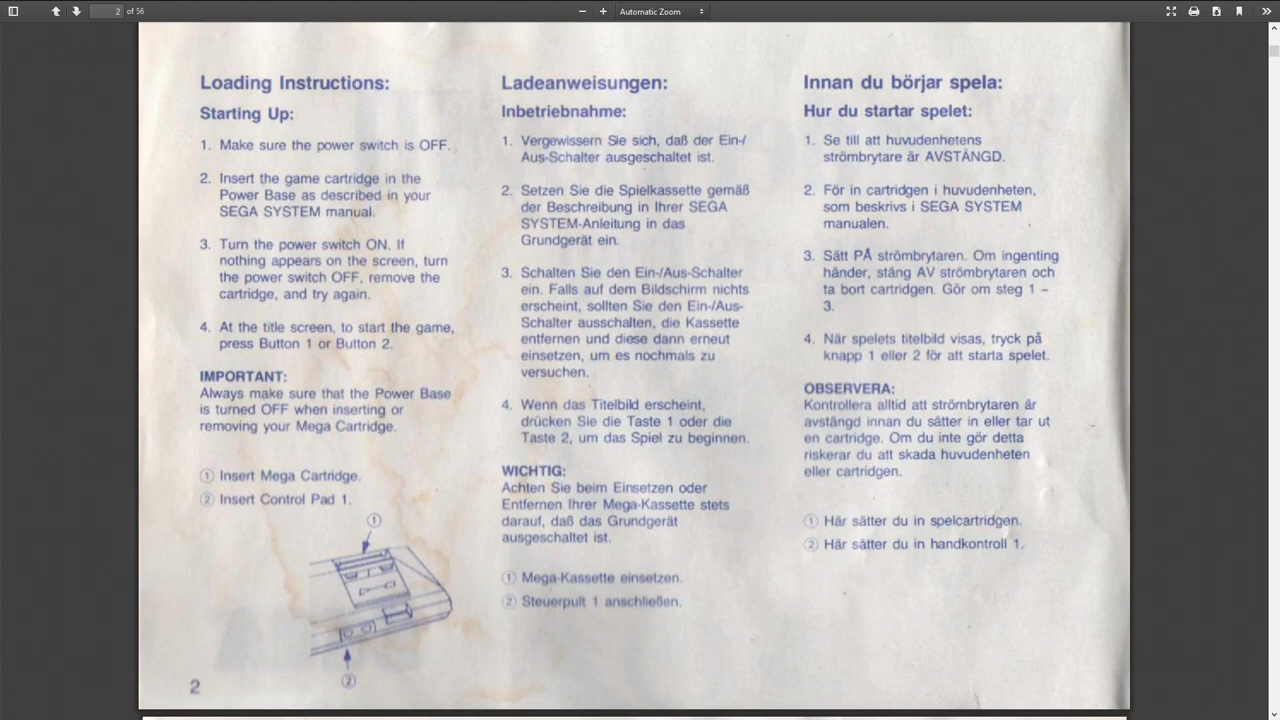 2 of 56
Automatic Zoom
Loading Instructions:
Starting Up:
1. Make sure the power switch is OFF.
2. Insert the game cartridge in the
Power Base as described in your
SEGA SYSTEM manual.
3. Turn the power switch ON. If
nothing appears on the screen, turn
the power switch OFF, remove the
cartridge, and try again.
4. At the title screen, to start the game,
press Button 1 or Button 2.
IMPORTANT:
Always make sure that the Power Base
is turned OFF when inserting or
removing your Mega Cartridge.
① Insert Mega Cartridge.
② Insert Control Pad 1.
①
②
2
Ladeanweisungen:
Inbetriebnahme:
1. Vergewissern Sie sich, daß der Ein-/
Aus-Schalter ausgeschaltet ist.
2. Setzen Sie die Spielkassette gemäß
der Beschreibung in Ihrer SEGA
SYSTEM-Anleitung in das
Grundgerät ein.
3. Schalten Sie den Ein-/Aus-Schalter
ein. Falls auf dem Bildschirm nichts
erscheint, sollten Sie den Ein-/Aus-
Schalter ausschalten, die Kassette
entfernen und diese dann erneut
einsetzen, um es nochmals zu
versuchen.
4. Wenn das Titelbild erscheint,
drücken Sie die Taste 1 oder die
Taste 2, um das Spiel zu beginnen.
WICHTIG:
Achten Sie beim Einsetzen oder
Entfernen Ihrer Mega-Kassette stets
darauf, daß das Grundgerät
ausgeschaltet ist.
① Mega-Kassette einsetzen.
② Steuerpult 1 anschließen.
Innan du börjar spela:
Hur du startar spelet:
1. Se till att huvudenhetens
strömbrytare är AVSTÄNGD.
2. För in cartridgen i huvudenheten,
som beskrivs i SEGA SYSTEM
manualen.
3. Sätt PÅ strömbrytaren. Om ingenting
händer, stäng AV strömbrytaren och
ta bort cartridgen. Gör om steg 1 –
3.
4. När spelets titelbild visas, tryck på
knapp 1 eller 2 för att starta spelet.
OBSERVERA:
Kontrollera alltid att strömbrytaren är
avstängd innan du sätter in eller tar ut
en cartridge. Om du inte gör detta
riskerar du att skada huvudenheten
eller cartridgen.
① Här sätter du in spelcartridgen.
② Här sätter du in handkontroll 1.